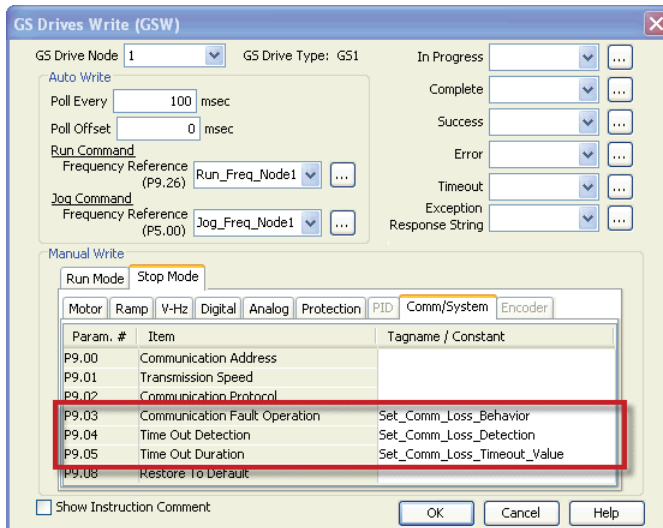 GS Drives Write (GSW)
GS Drive Node 1 GS Drive Type: GS1
Auto Write
Poll Every 100 msec
Poll Offset 0 msec
Run Command
Frequency Reference
(P9.26) Run_Freq_Node1 ...
Jog Command
Frequency Reference
(P5.00) Jog_Freq_Node1 ...
In Progress ...
Complete ...
Success ...
Error ...
Timeout ...
Exception
Response String ...
Manual Write
Run Mode Stop Mode
Motor Ramp V-Hz Digital Analog Protection PID Comm/System Encoder
Param. # Item Tagname / Constant
P9.00 Communication Address
P9.01 Transmission Speed
P9.02 Communication Protocol
P9.03 Communication Fault Operation Set_Comm_Loss_Behavior
P9.04 Time Out Detection Set_Comm_Loss_Detection
P9.05 Time Out Duration Set_Comm_Loss_Timeout_Value
P9.08 Restore To Default
Show Instruction Comment OK Cancel Help